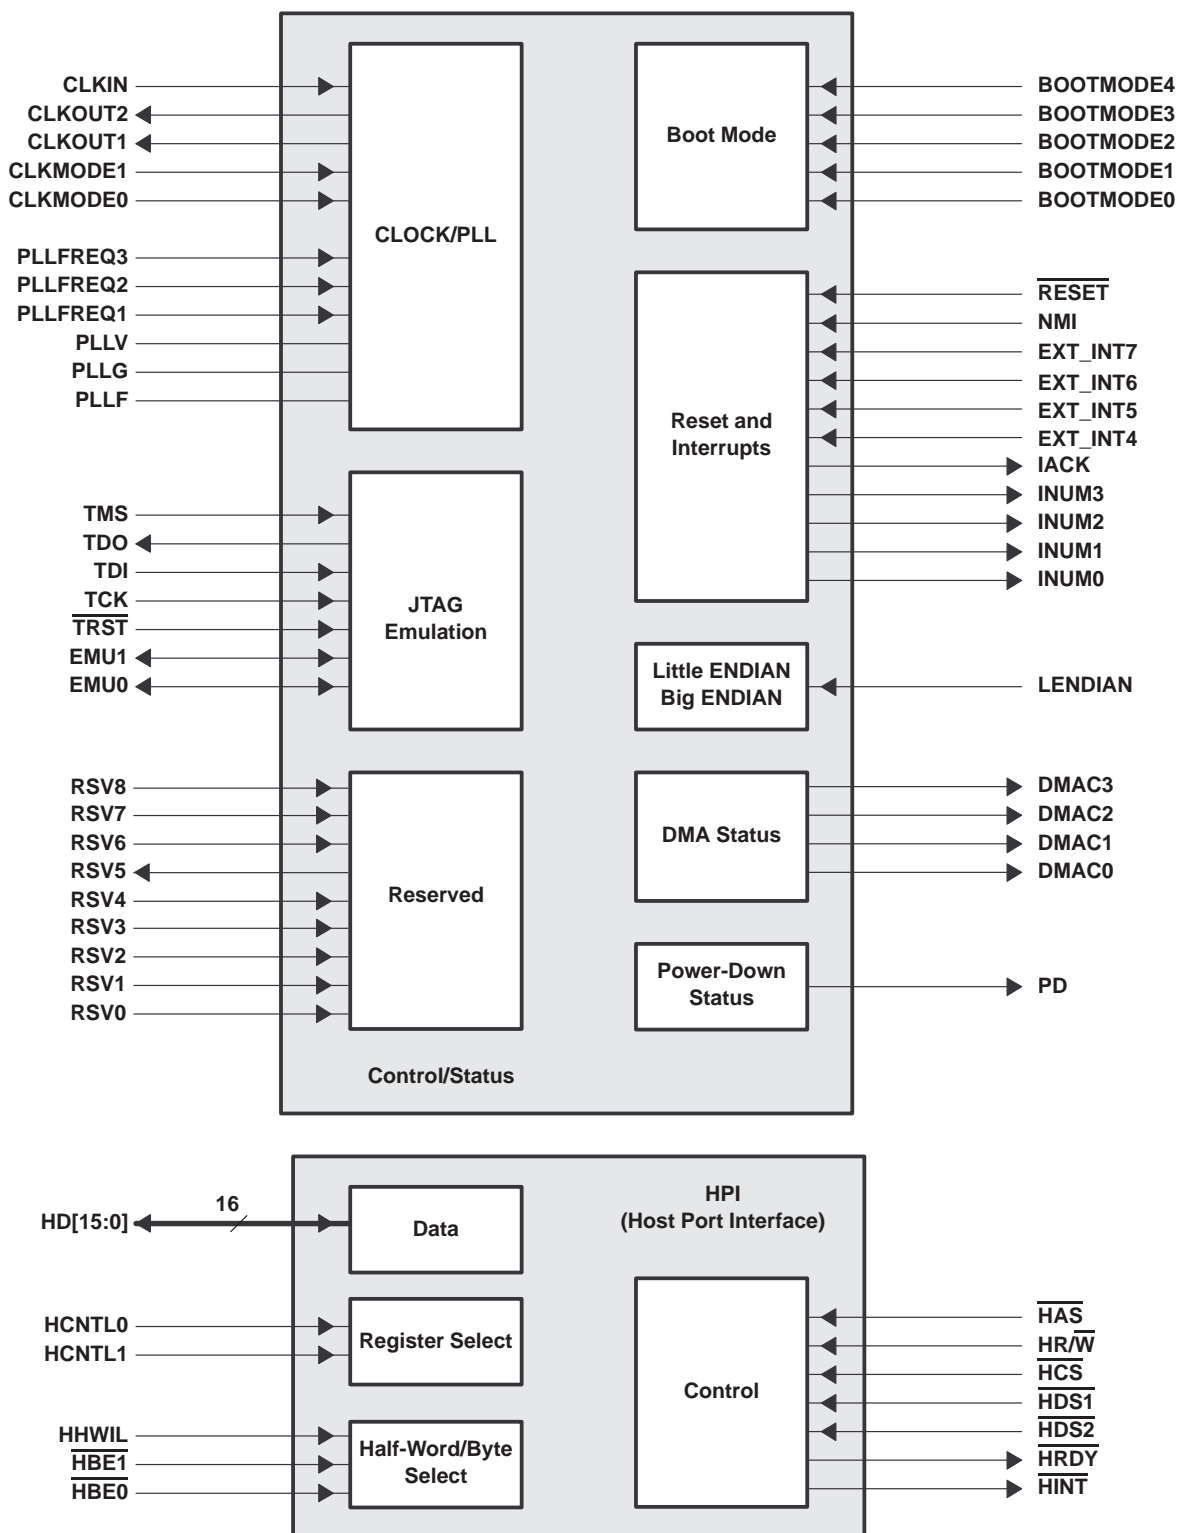 CLKIN
CLKOUT2
CLKOUT1
CLKMODE1
CLKMODE0
PLLFREQ3
PLLFREQ2
PLLFREQ1
PLLV
PLLG
PLLF
CLOCK/PLL
Boot Mode
BOOTMODE4
BOOTMODE3
BOOTMODE2
BOOTMODE1
BOOTMODE0
Reset and
Interrupts
RESET
NMI
EXT_INT7
EXT_INT6
EXT_INT5
EXT_INT4
IACK
INUM3
INUM2
INUM1
INUM0
TMS
TDO
TDI
TCK
TRST
EMU1
EMU0
JTAG
Emulation
Little ENDIAN
Big ENDIAN
LENDIAN
RSV8
RSV7
RSV6
RSV5
RSV4
RSV3
RSV2
RSV1
RSV0
Reserved
DMA Status
DMAC3
DMAC2
DMAC1
DMAC0
Power-Down
Status
PD
Control/Status
HD[15:0]
16
Data
HPI
(Host Port Interface)
HCNTL0
HCNTL1
Register Select
HHWIL
HBE1
HBE0
Half-Word/Byte
Select
Control
HAS
HR/W
HCS
HDS1
HDS2
HRDY
HINT